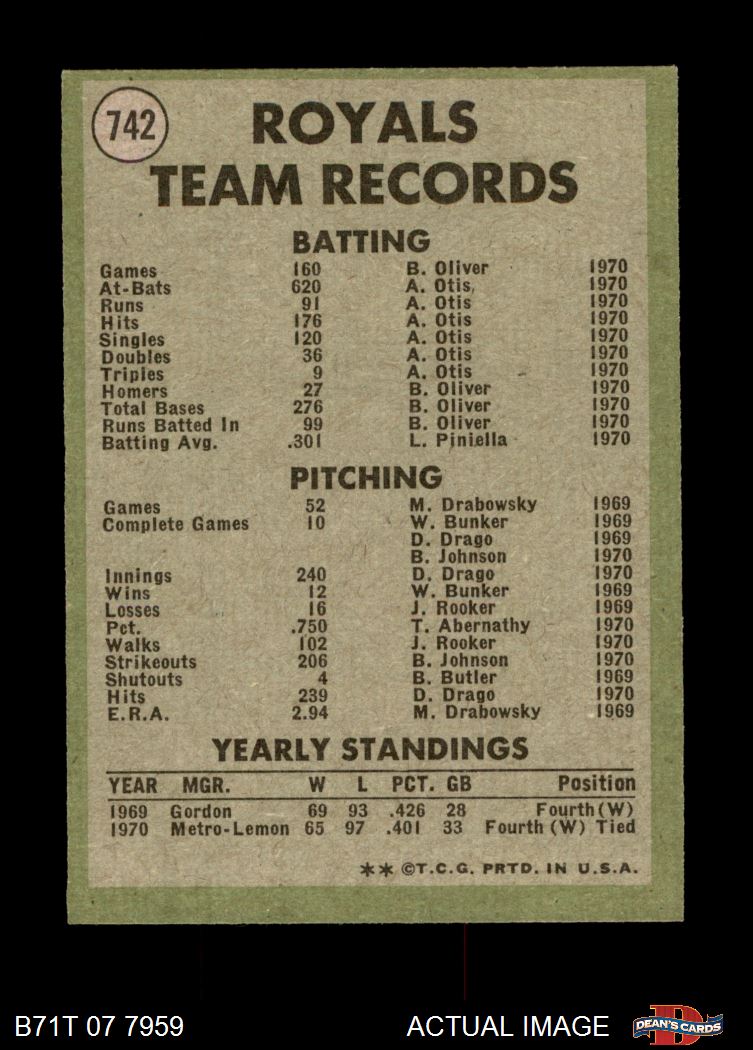 742
ROYALS
TEAM RECORDS
BATTING
Games 160 B. Oliver 1970
At-Bats 620 A. Otis, 1970
Runs 91 A. Otis 1970
Hits 176 A. Otis 1970
Singles 120 A. Otis 1970
Doubles 36 A. Otis 1970
Triples 9 A. Otis 1970
Homers 27 B. Oliver 1970
Total Bases 276 B. Oliver 1970
Runs Batted In 99 B. Oliver 1970
Batting Avg. .301 L. Piniella 1970
PITCHING
Games 52 M. Drabowsky 1969
Complete Games 10 W. Bunker 1969
D. Drago 1969
B. Johnson 1970
Innings 240 D. Drago 1970
Wins 12 W. Bunker 1969
Losses 16 J. Rooker 1969
Pct. .750 T. Abernathy 1970
Walks 102 J. Rooker 1970
Strikeouts 206 B. Johnson 1970
Shutouts 4 B. Butler 1969
Hits 239 D. Drago 1970
E.R.A. 2.94 M. Drabowsky 1969
YEARLY STANDINGS
YEAR MGR. W L PCT. GB Position
1969 Gordon 69 93 .426 28 Fourth (W)
1970 Metro-Lemon 65 97 .401 33 Fourth (W) Tied
** ©T.C.G. PRTD. IN U.S.A.
B71T 07 7959 ACTUAL IMAGE D DEAN'S CARDS